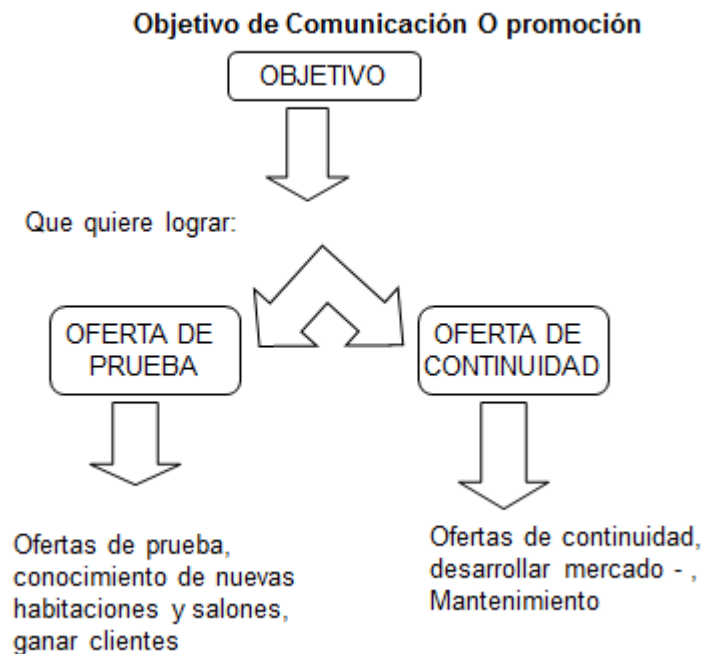 Objetivo de Comunicación O promoción
OBJETIVO
Que quiere lograr:
OFERTA DE
PRUEBA
OFERTA DE
CONTINUIDAD
Ofertas de prueba,
conocimiento de nuevas
habitaciones y salones,
ganar clientes
Ofertas de continuidad,
desarrollar mercado - ,
Mantenimiento